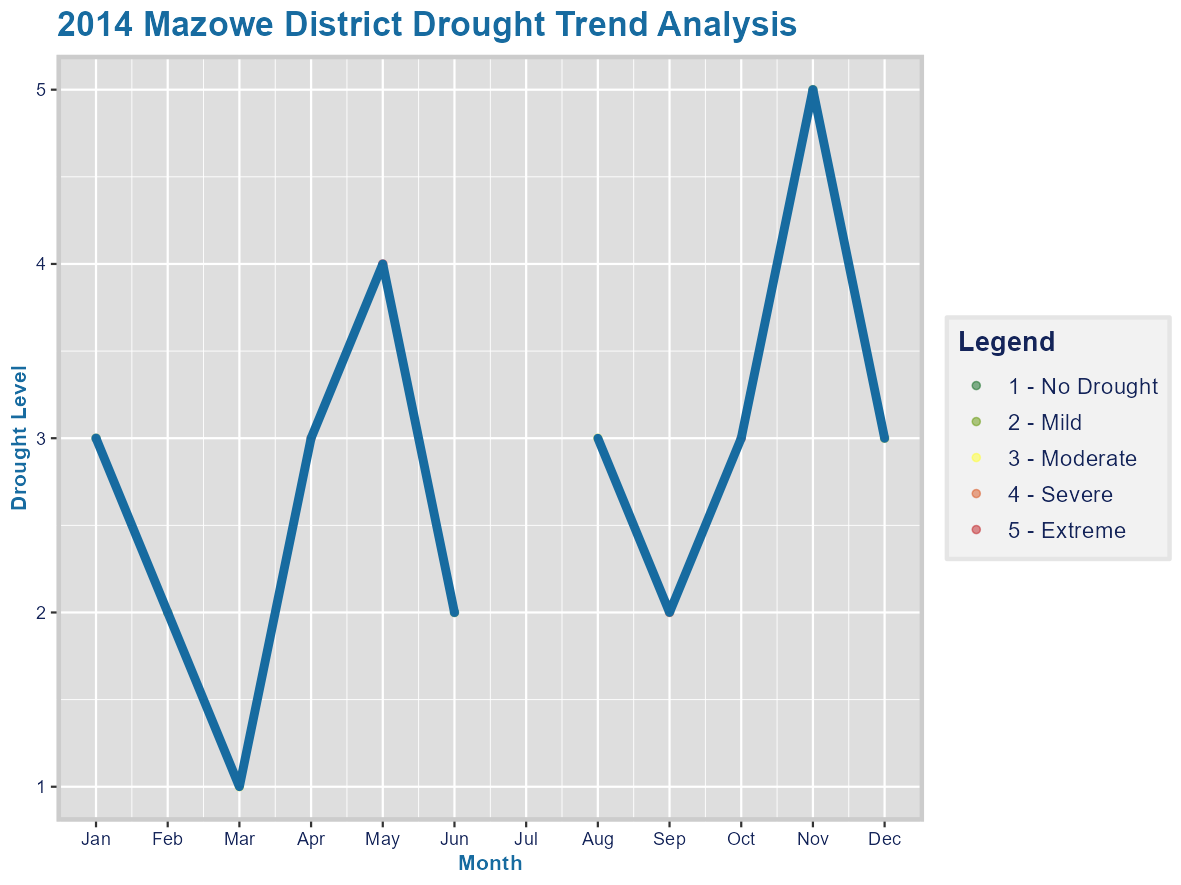 2014 Mazowe District Drought Trend Analysis
Drought Level
5
4
3
2
1
Jan Feb Mar Apr May Jun Jul Aug Sep Oct Nov Dec
Month
Legend
1 - No Drought
2 - Mild
3 - Moderate
4 - Severe
5 - Extreme